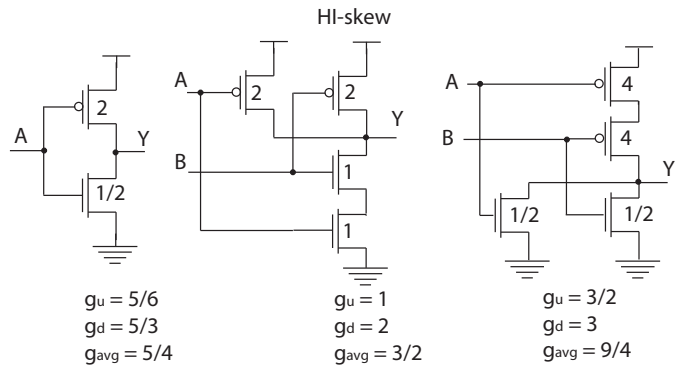 HI-skew
A
2
Y
1/2
gu = 5/6
gd = 5/3
gavg = 5/4
A
2
2
B
Y
1
1
gu = 1
gd = 2
gavg = 3/2
A
4
B
4
Y
1/2
1/2
gu = 3/2
gd = 3
gavg = 9/4